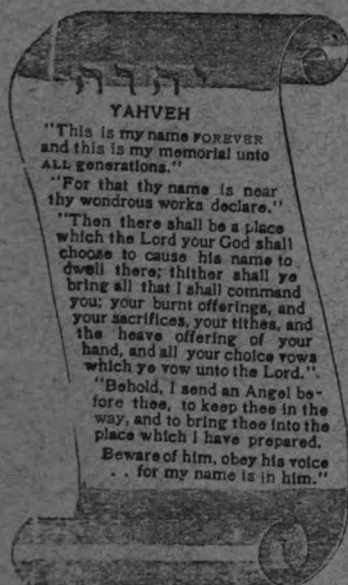 יהוה
YAHVEH
"This is my name FOREVER
and this is my memorial unto
ALL generations."
"For that thy name is near
thy wondrous works declare."
"Then there shall be a place
which the Lord your God shall
choose to cause his name to
dwell there; thither shall ye
bring all that I shall command
you; your burnt offerings, and
your sacrifices, your tithes, and
the heave offering of your
hand, and all your choice vows
which ye vow unto the Lord.".
"Behold, I send an Angel be-
fore thee, to keep thee in the
way, and to bring thee into the
place which I have prepared.
Beware of him, obey his voice
. . for my name is in him."